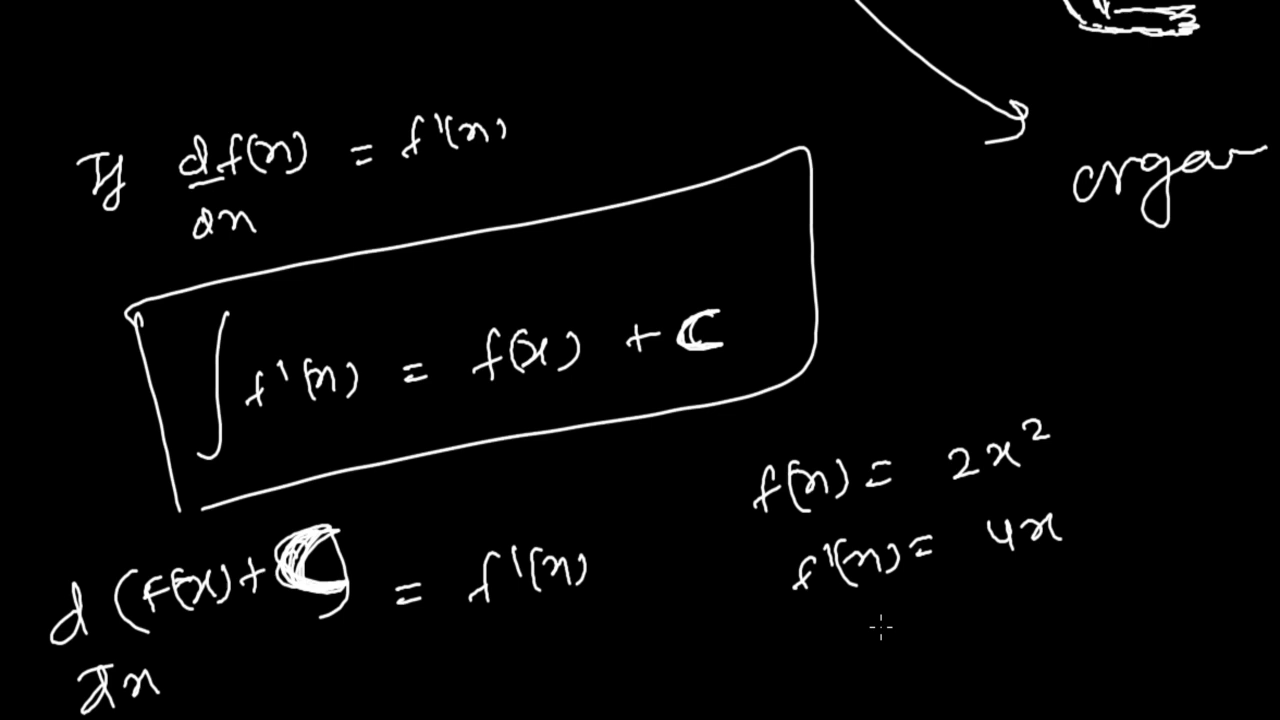 If d/dx f(x) = f'(x)
organ
∫ f'(x) = f(x) + C
f(x) = 2x²
f'(x) = 4x
d/dx (f(x) + C) = f'(x)